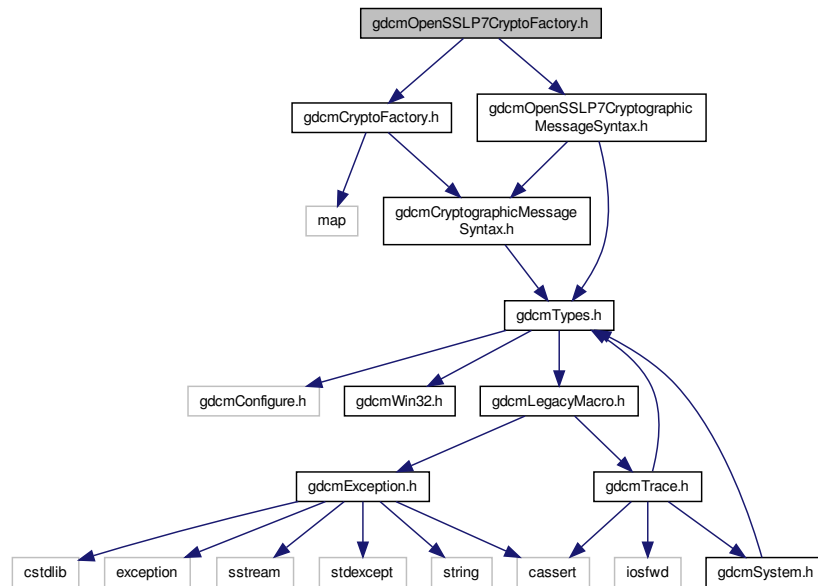 gdcmOpenSSLP7CryptoFactory.h
gdcmCryptoFactory.h
gdcmOpenSSLP7Cryptographic
MessageSyntax.h
map
gdcmCryptographicMessage
Syntax.h
gdcmTypes.h
gdcmConfigure.h
gdcmWin32.h
gdcmLegacyMacro.h
gdcmException.h
gdcmTrace.h
cstdlib
exception
sstream
stdexcept
string
cassert
iosfwd
gdcmSystem.h